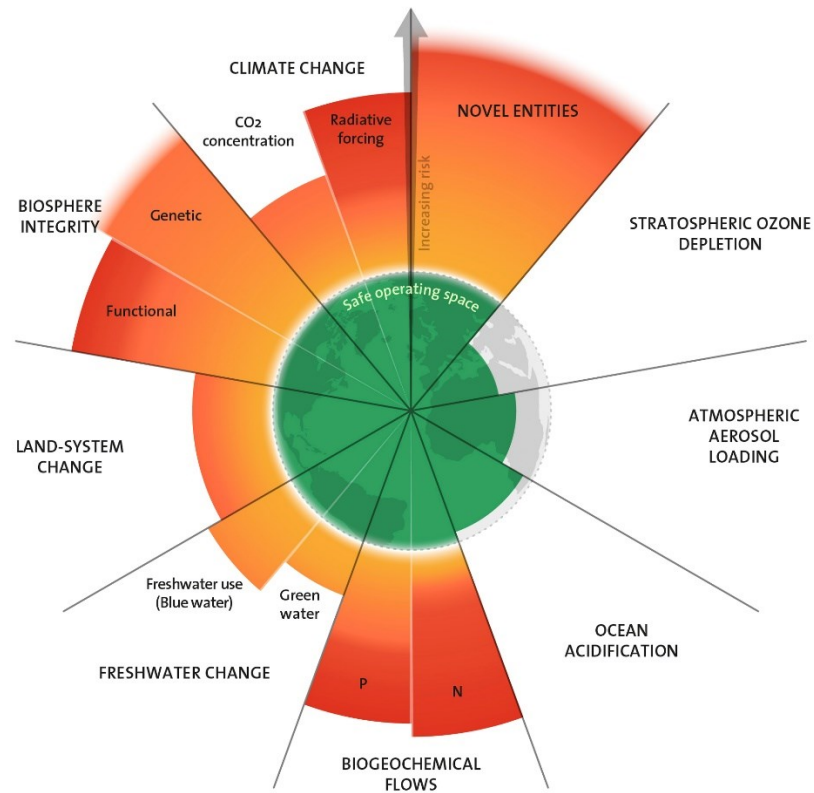 CLIMATE CHANGE
CO2
concentration
Radiative
forcing
NOVEL ENTITIES
Increasing risk
BIOSPHERE
INTEGRITY
Genetic
Functional
STRATOSPHERIC OZONE
DEPLETION
Safe operating space
ATMOSPHERIC
AEROSOL
LOADING
LAND-SYSTEM
CHANGE
Freshwater use
(Blue water)
Green
water
FRESHWATER CHANGE
OCEAN
ACIDIFICATION
P
N
BIOGEOCHEMICAL
FLOWS